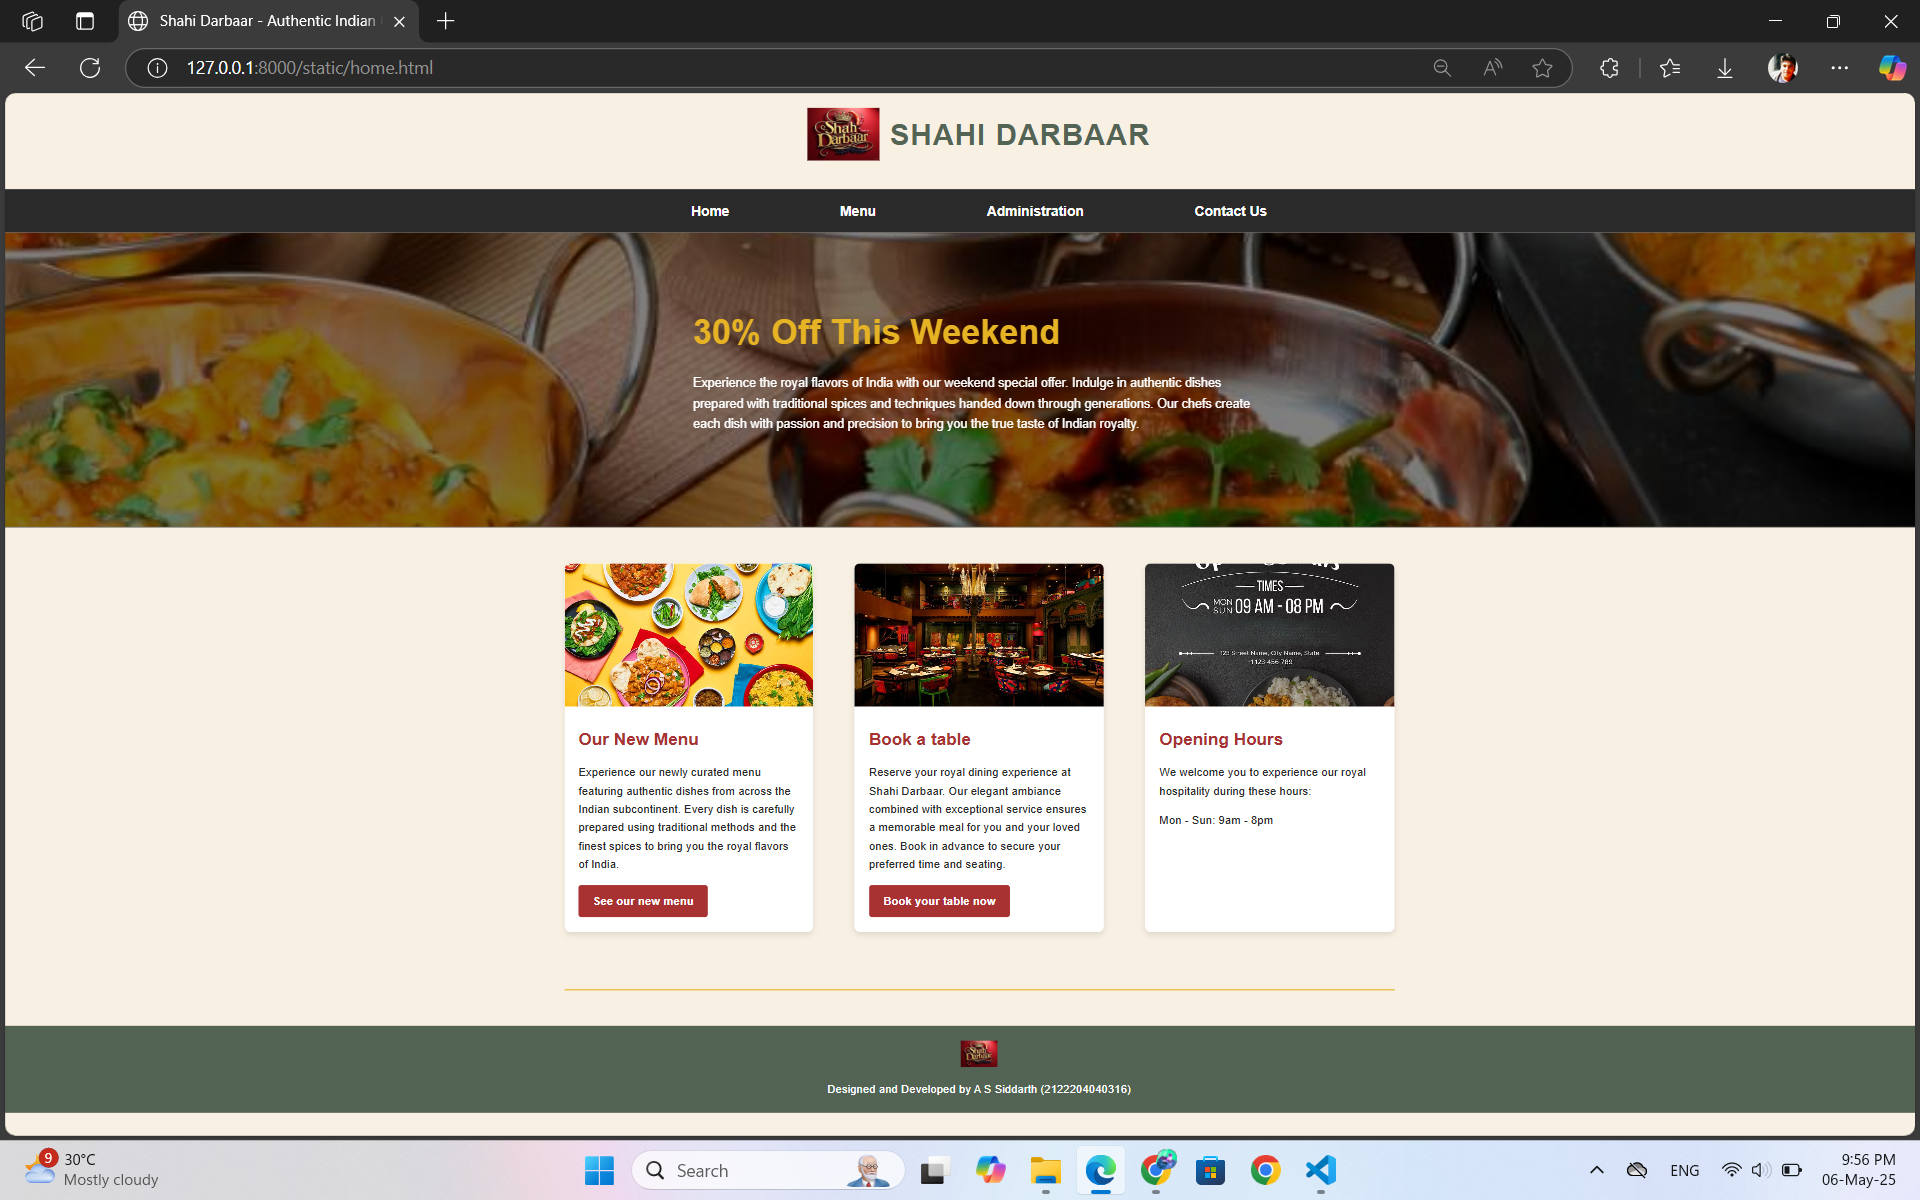 Shahi Darbaar - Authentic Indian
127.0.0.1:8000/static/home.html
Shahi
Darbaar
SHAHI DARBAAR
Home
Menu
Administration
Contact Us
30% Off This Weekend
Experience the royal flavors of India with our weekend special offer. Indulge in authentic dishes
prepared with traditional spices and techniques handed down through generations. Our chefs create
each dish with passion and precision to bring you the true taste of Indian royalty.
TIMES
MON
SUN 09 AM - 08 PM
123 Street Name, City Name, State
Our New Menu
Experience our newly curated menu
featuring authentic dishes from across the
Indian subcontinent. Every dish is carefully
prepared using traditional methods and the
finest spices to bring you the royal flavors
of India.
See our new menu
Book a table
Reserve your royal dining experience at
Shahi Darbaar. Our elegant ambiance
combined with exceptional service ensures
a memorable meal for you and your loved
ones. Book in advance to secure your
preferred time and seating.
Book your table now
Opening Hours
We welcome you to experience our royal
hospitality during these hours:
Mon - Sun: 9am - 8pm
Designed and Developed by A S Siddarth (2122204040316)
9
30°C
Mostly cloudy
Search
ENG
9:56 PM
06-May-25